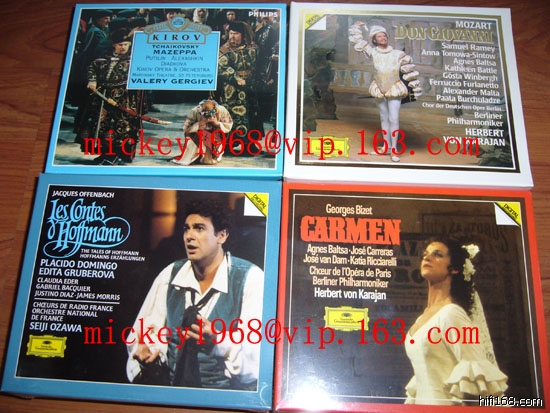 KIROV
PHILIPS
TCHAIKOVSKY
MAZEPPA
PUTILIN · ALEXASHKIN
DIADKOVA
KIROV OPERA & ORCHESTRA
MARIINSKY THEATRE, ST PETERSBURG
VALERY GERGIEV
MOZART
DON GIOVANNI
Samuel Ramey
Anna Tomowa-Sintow
Agnes Baltsa
Kathleen Battle
Gösta Winbergh
Ferruccio Furlanetto
Alexander Malta
Paata Burchuladze
Chor der Deutschen Oper Berlin
Berliner
Philharmoniker
HERBERT
VON KARAJAN
mickey1968@vip.163.com
JACQUES OFFENBACH
Les Contes
d'Hoffmann
THE TALES OF HOFFMANN
HOFFMANNS ERZÄHLUNGEN
PLACIDO DOMINGO
EDITA GRUBEROVA
CLAUDIA EDER
GABRIEL BACQUIER
JUSTINO DIAZ · JAMES MORRIS
CHŒURS DE RADIO FRANCE
ORCHESTRE NATIONAL
DE FRANCE
SEIJI OZAWA
DIGITAL
Georges Bizet
CARMEN
Agnes Baltsa · José Carreras
José van Dam · Katia Ricciarelli
Chœur de l'Opéra de Paris
Berliner Philharmoniker
Herbert von Karajan
DIGITAL
mickey1968@vip.163.com
hifi168.com